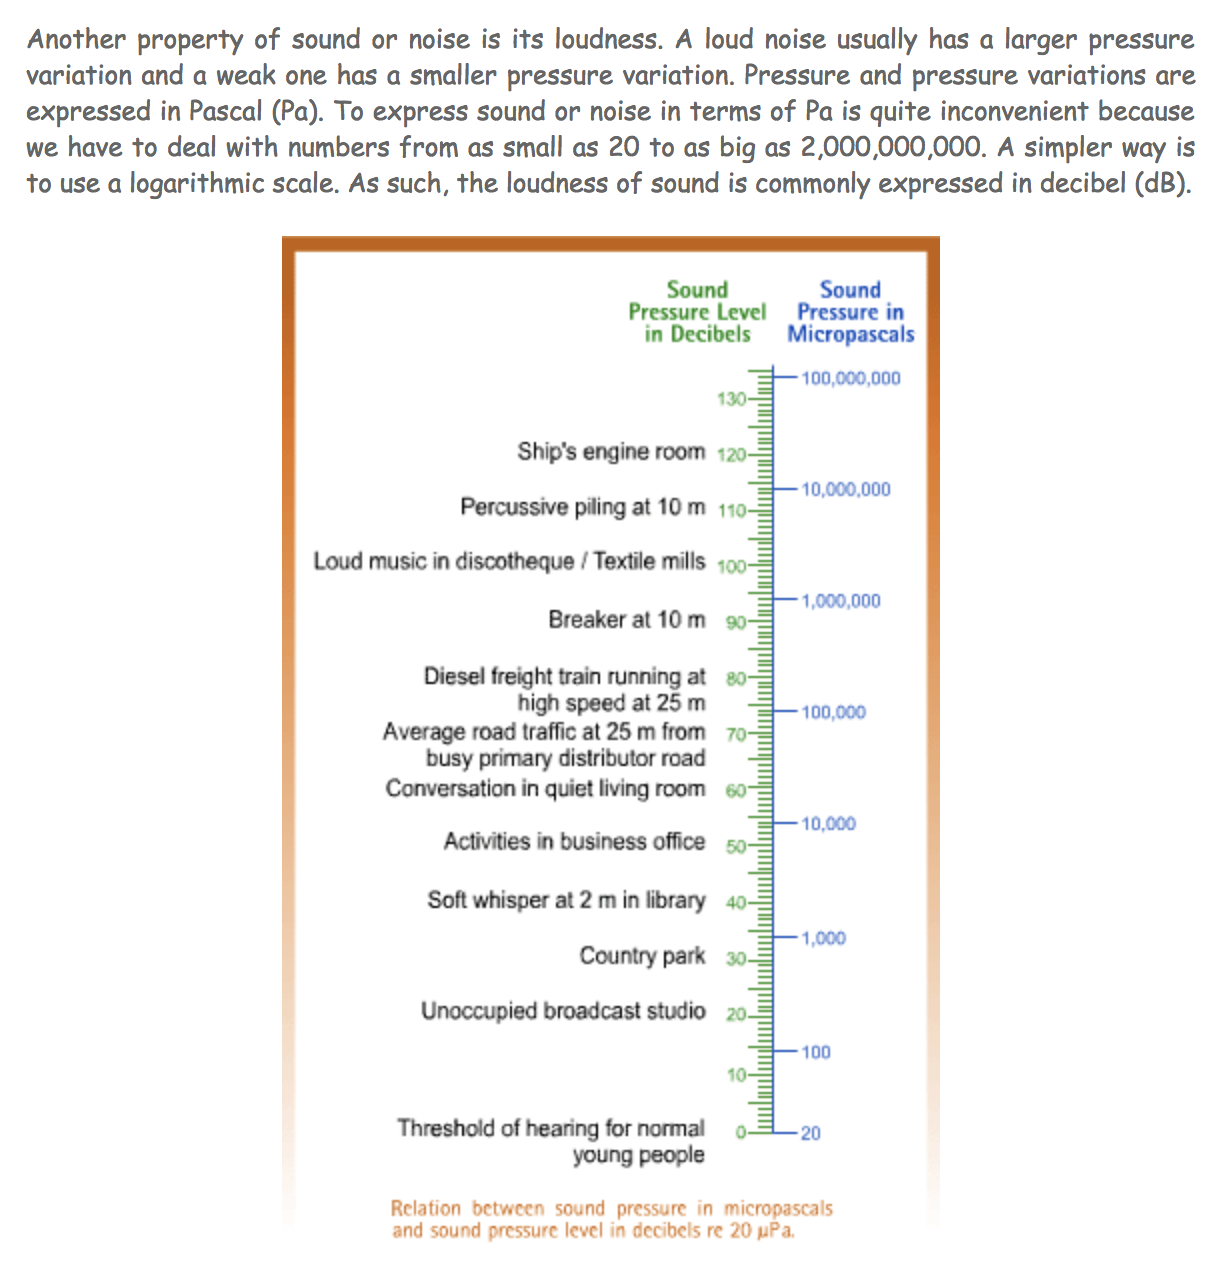 Another property of sound or noise is its loudness. A loud noise usually has a larger pressure
variation and a weak one has a smaller pressure variation. Pressure and pressure variations are
expressed in Pascal (Pa). To express sound or noise in terms of Pa is quite inconvenient because
we have to deal with numbers from as small as 20 to as big as 2,000,000,000. A simpler way is
to use a logarithmic scale. As such, the loudness of sound is commonly expressed in decibel (dB).
Sound Pressure Level in Decibels
Sound Pressure in Micropascals
100,000,000
130
Ship's engine room 120
10,000,000
Percussive piling at 10 m 110
Loud music in discotheque / Textile mills 100
1,000,000
Breaker at 10 m 90
Diesel freight train running at 80
high speed at 25 m
100,000
Average road traffic at 25 m from 70
busy primary distributor road
Conversation in quiet living room 60
10,000
Activities in business office 50
Soft whisper at 2 m in library 40
1,000
Country park 30
Unoccupied broadcast studio 20
100
10
Threshold of hearing for normal 0 20
young people
Relation between sound pressure in micropascals
and sound pressure level in decibels re 20 µPa.